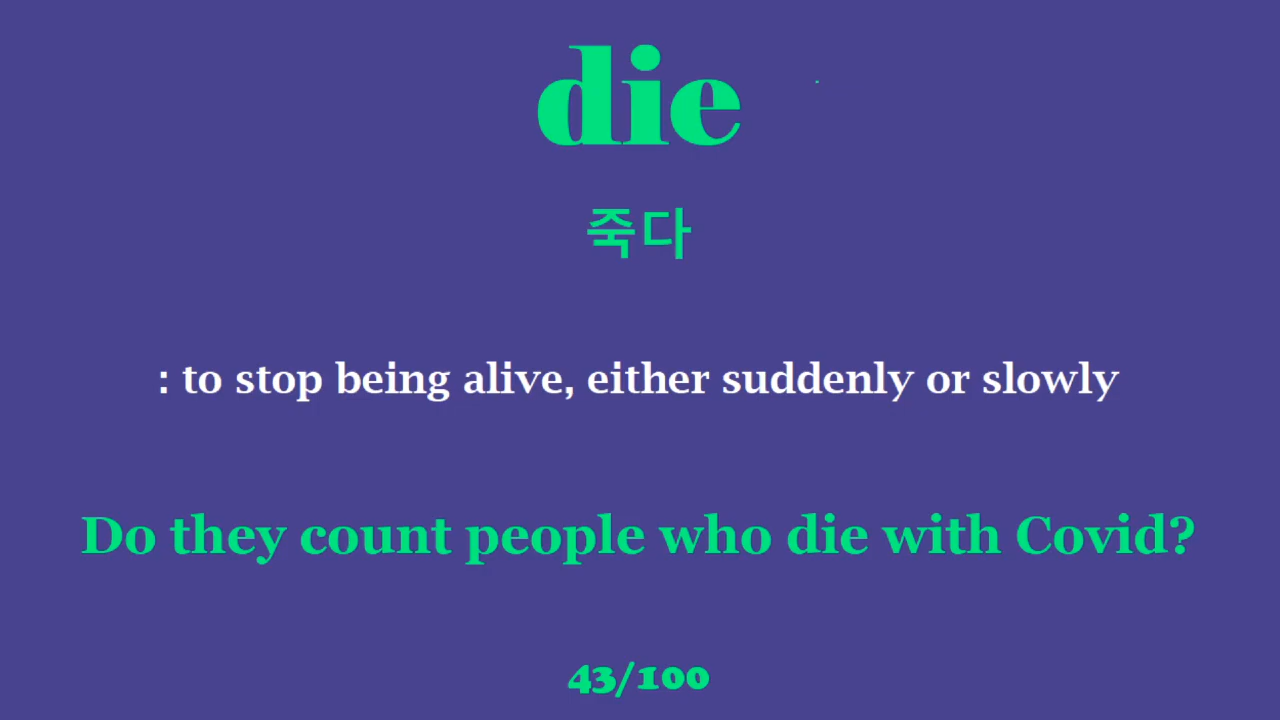 die
죽다
: to stop being alive, either suddenly or slowly
Do they count people who die with Covid?
43/100